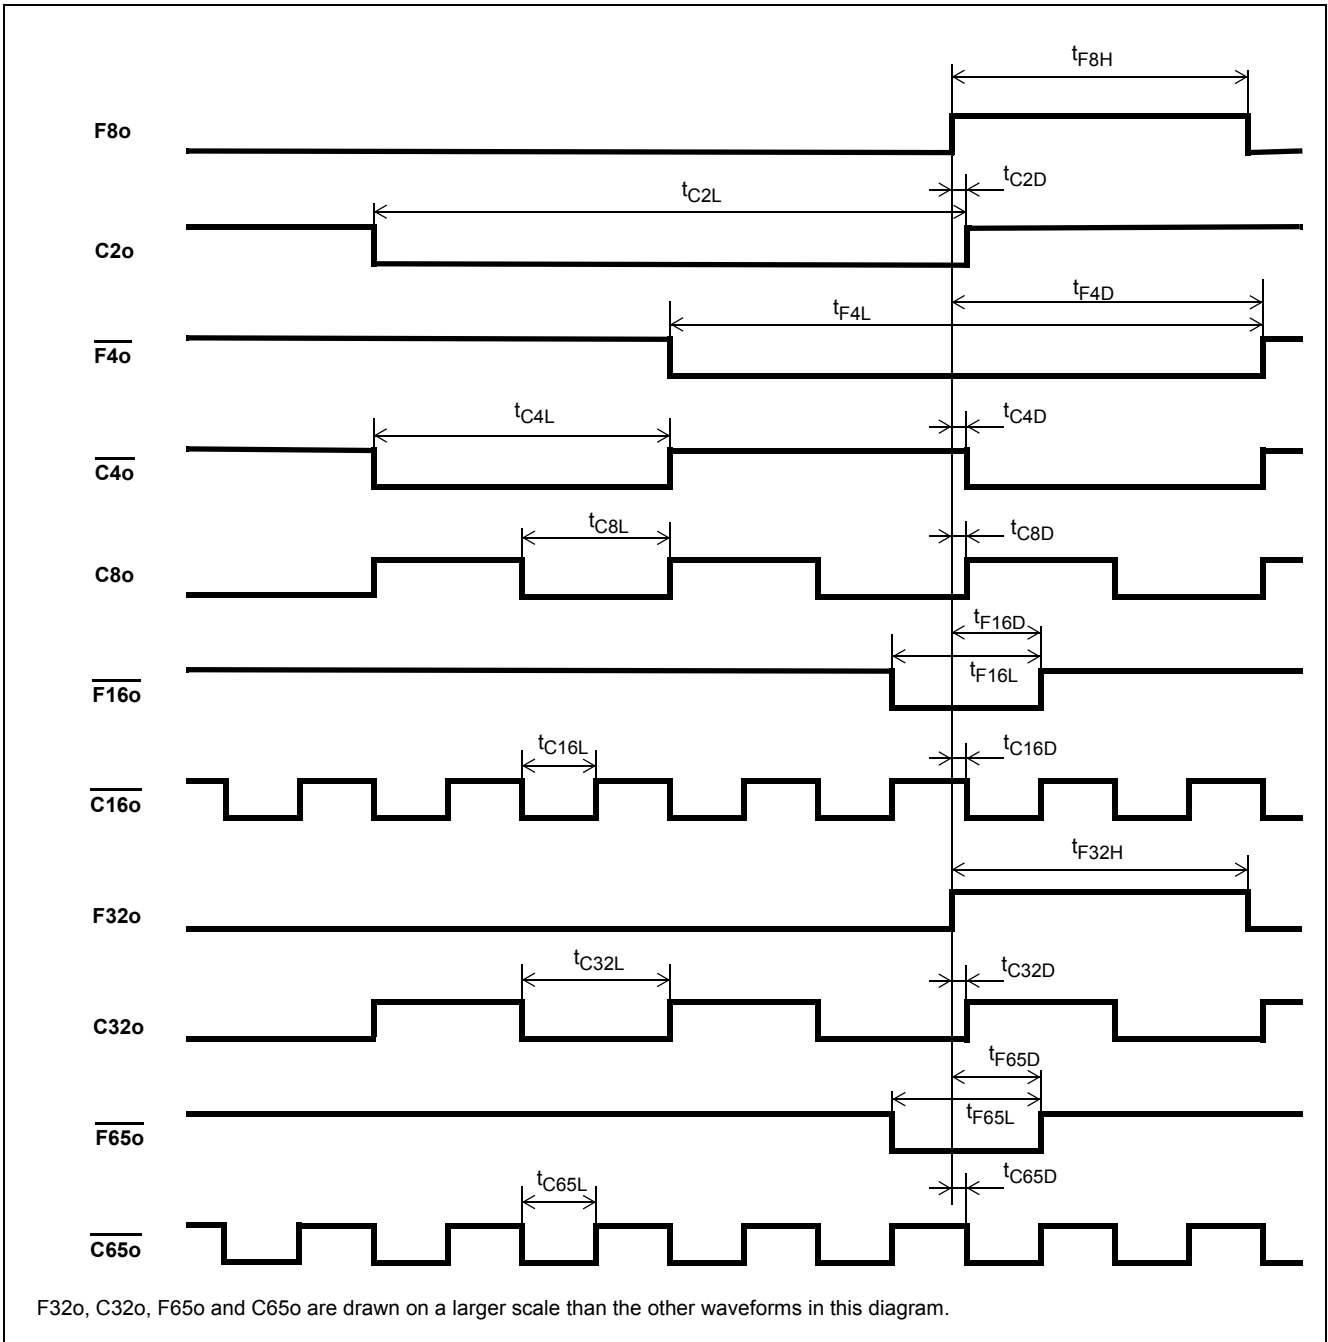 tF8H
F8o
tC2D
tC2L
C2o
tF4D
tF4L
F4o
tC4L
tC4D
C4o
tC8L
tC8D
C8o
tF16D
tF16L
F16o
tC16L
tC16D
C16o
tF32H
F32o
tC32L
tC32D
C32o
tF65D
tF65L
F65o
tC65L
tC65D
C65o
F32o, C32o, F65o and C65o are drawn on a larger scale than the other waveforms in this diagram.